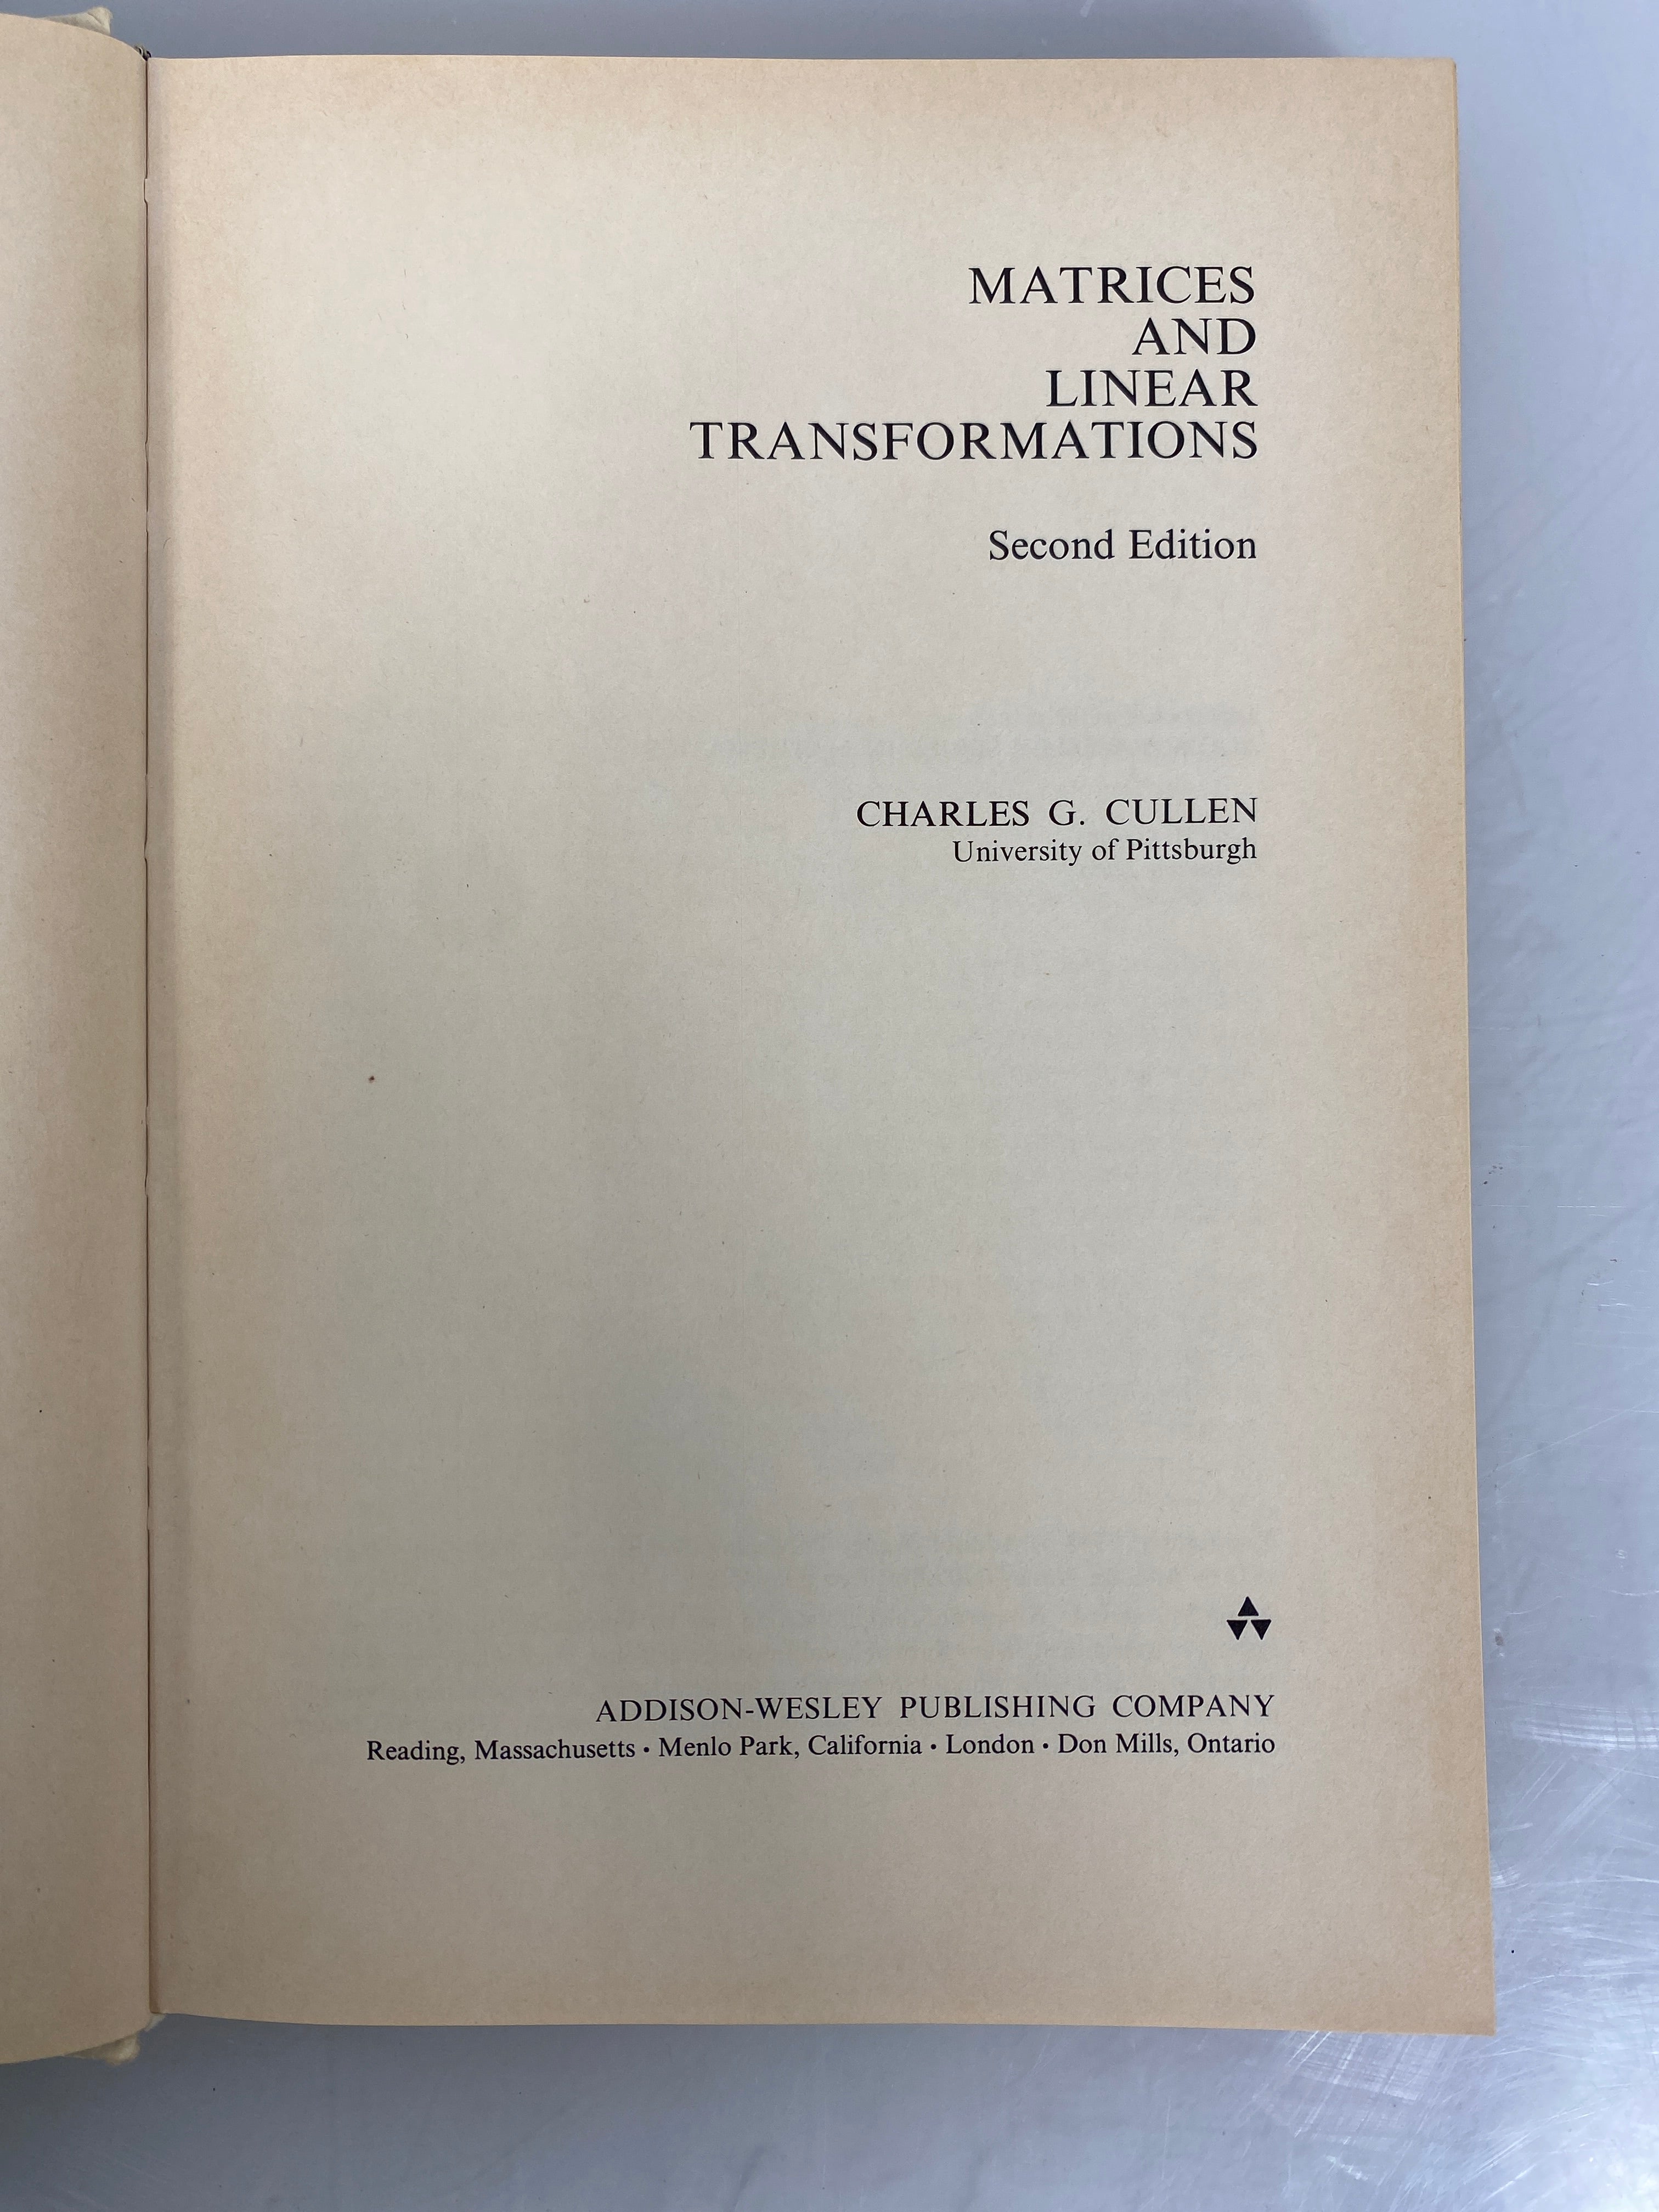 MATRICES
AND
LINEAR
TRANSFORMATIONS
Second Edition
CHARLES G. CULLEN
University of Pittsburgh
ADDISON-WESLEY PUBLISHING COMPANY
Reading, Massachusetts · Menlo Park, California · London · Don Mills, Ontario